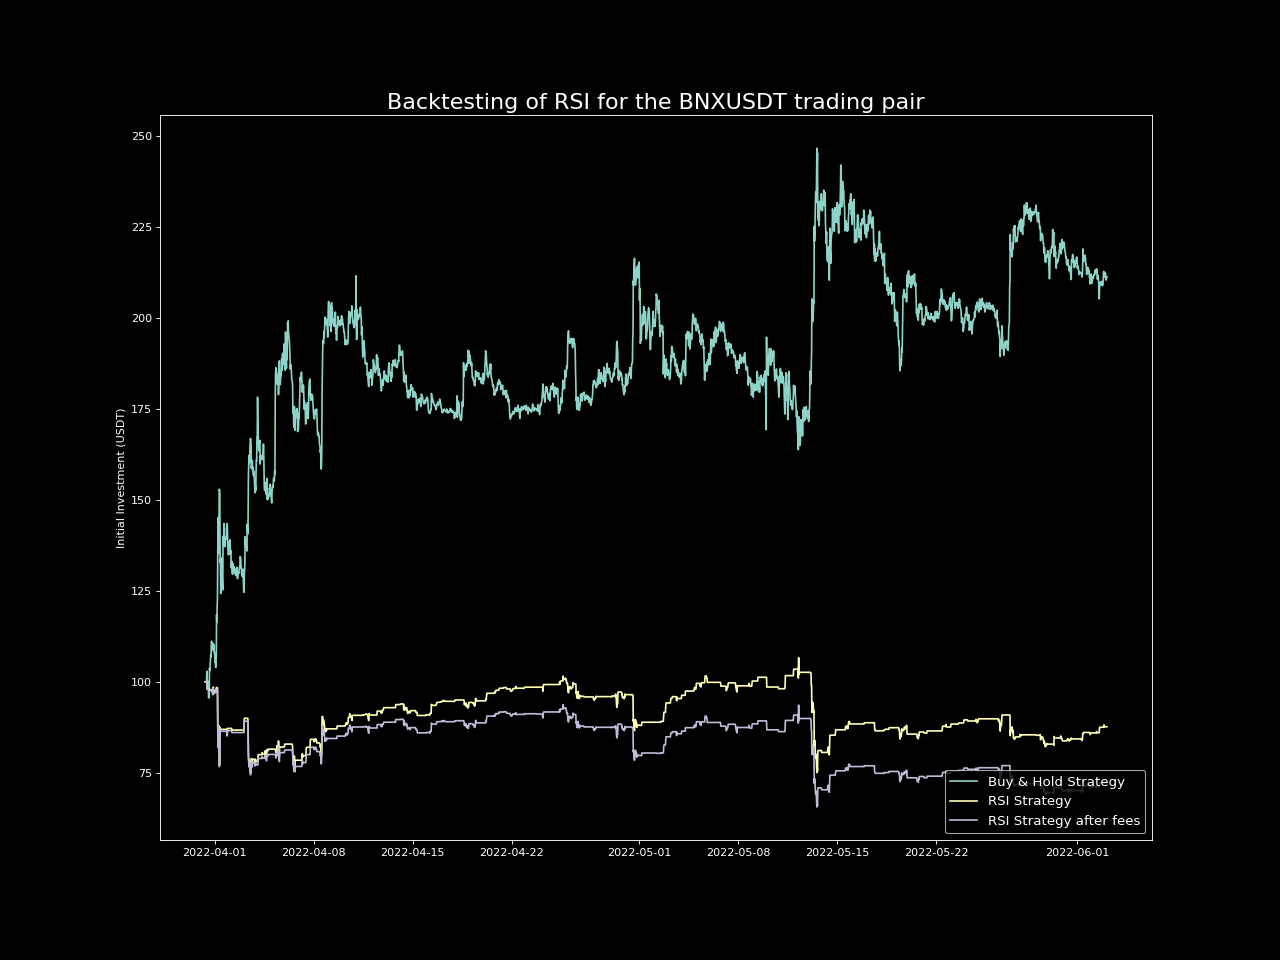 Backtesting of RSI for the BNXUSDT trading pair
Initial Investment (USDT)
250
225
200
175
150
125
100
75
2022-04-01 2022-04-08 2022-04-15 2022-04-22 2022-05-01 2022-05-08 2022-05-15 2022-05-22 2022-06-01
Buy & Hold Strategy
RSI Strategy
RSI Strategy after fees